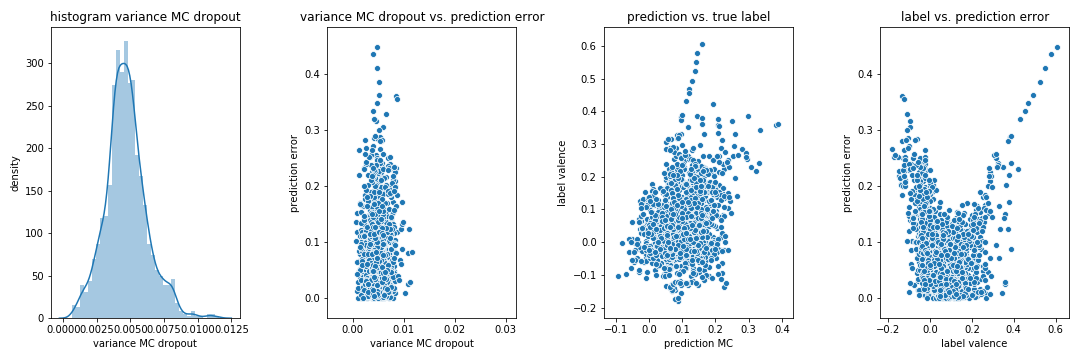 histogram variance MC dropout
density
300
250
200
150
100
50
0
0.0000 0.0025 0.0050 0.0075 0.0100 0.0125
variance MC dropout
variance MC dropout vs. prediction error
prediction error
0.4
0.3
0.2
0.1
0.0
0.00 0.01 0.02 0.03
variance MC dropout
prediction vs. true label
label valence
0.6
0.5
0.4
0.3
0.2
0.1
0.0
−0.1
−0.2
−0.1 0.0 0.1 0.2 0.3 0.4
prediction MC
label vs. prediction error
prediction error
0.4
0.3
0.2
0.1
0.0
−0.2 0.0 0.2 0.4 0.6
label valence